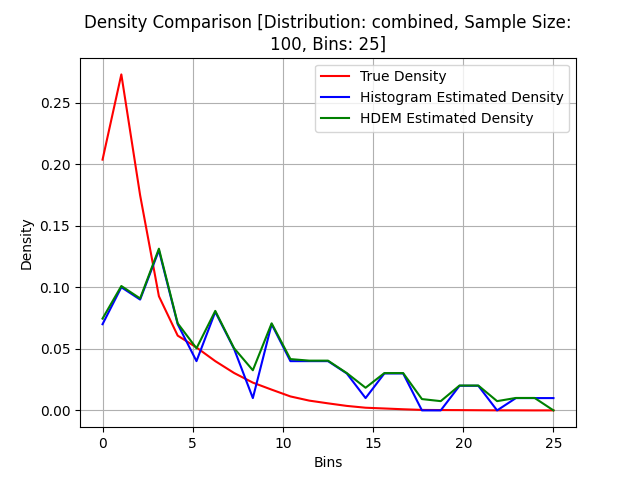 Density Comparison [Distribution: combined, Sample Size:
100, Bins: 25]
True Density
Histogram Estimated Density
HDEM Estimated Density
Density
0.25
0.20
0.15
0.10
0.05
0.00
0 5 10 15 20 25
Bins